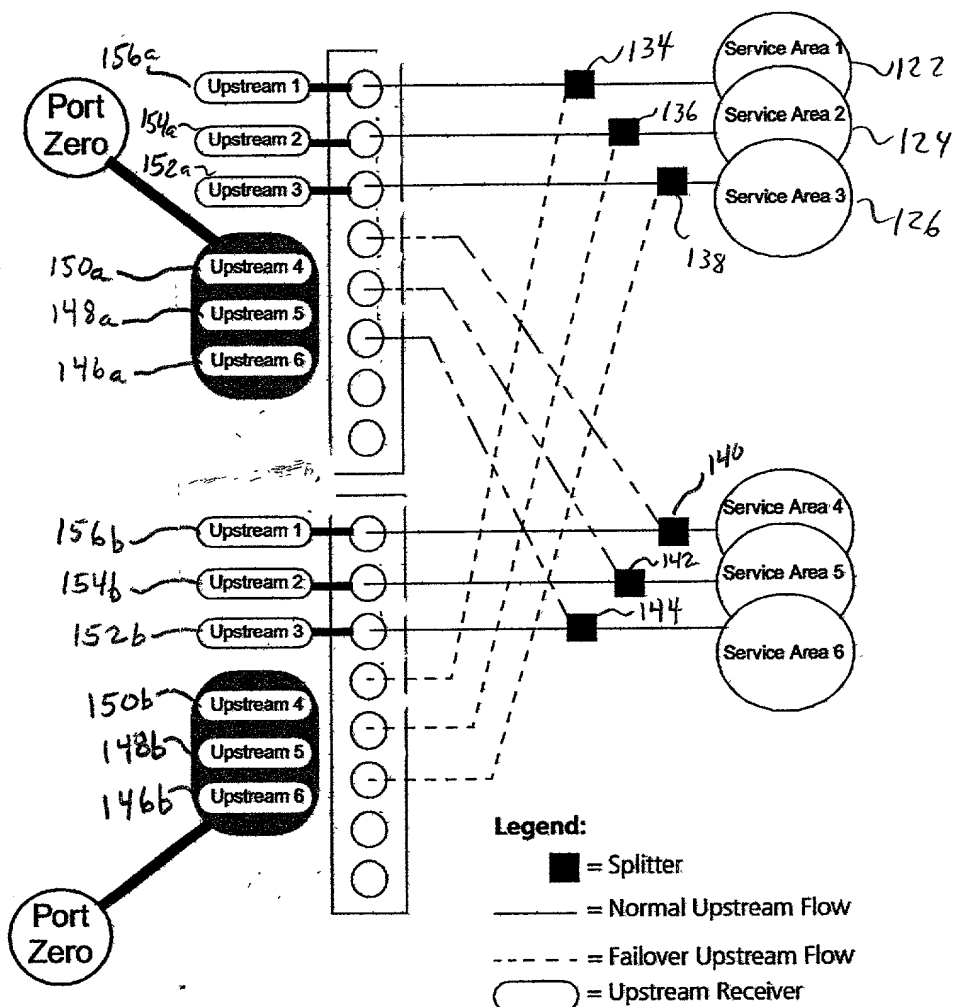 156a
Upstream 1
134
Service Area 1
122
Port Zero
154a
Upstream 2
136
Service Area 2
124
152a
Upstream 3
138
Service Area 3
126
150a
Upstream 4
148a
Upstream 5
146a
Upstream 6
140
Service Area 4
156b
Upstream 1
154b
Upstream 2
142
Service Area 5
152b
Upstream 3
144
Service Area 6
150b
Upstream 4
148b
Upstream 5
146b
Upstream 6
Port Zero
Legend:
= Splitter
= Normal Upstream Flow
= Failover Upstream Flow
= Upstream Receiver